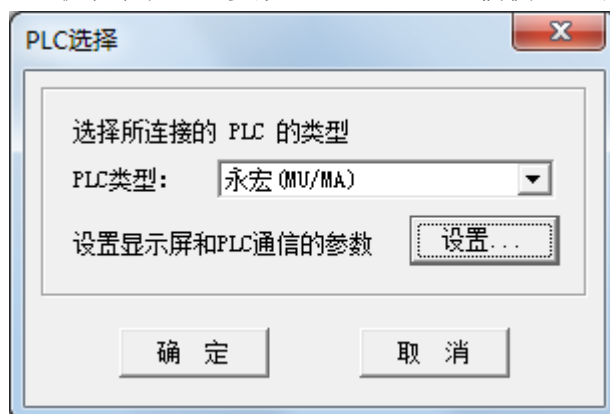 PLC选择
选择所连接的 PLC 的类型
PLC类型： 永宏(MU/MA)
设置显示屏和PLC通信的参数 设置...
确 定 取 消